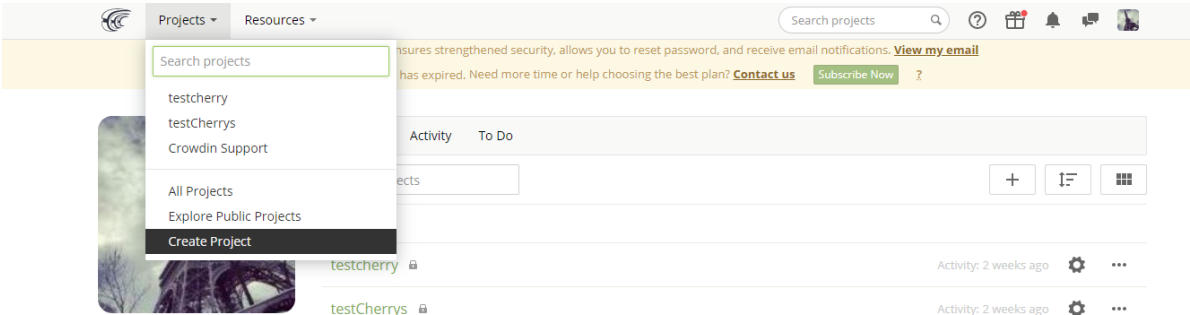 Projects Resources Search projects
nsures strengthened security, allows you to reset password, and receive email notifications. View my email
Search projects
has expired. Need more time or help choosing the best plan? Contact us Subscribe Now ?
testcherry
testCherrys
Activity To Do
Crowdin Support
ects
All Projects
Explore Public Projects
Create Project
testcherry Activity: 2 weeks ago
testCherrys Activity: 2 weeks ago